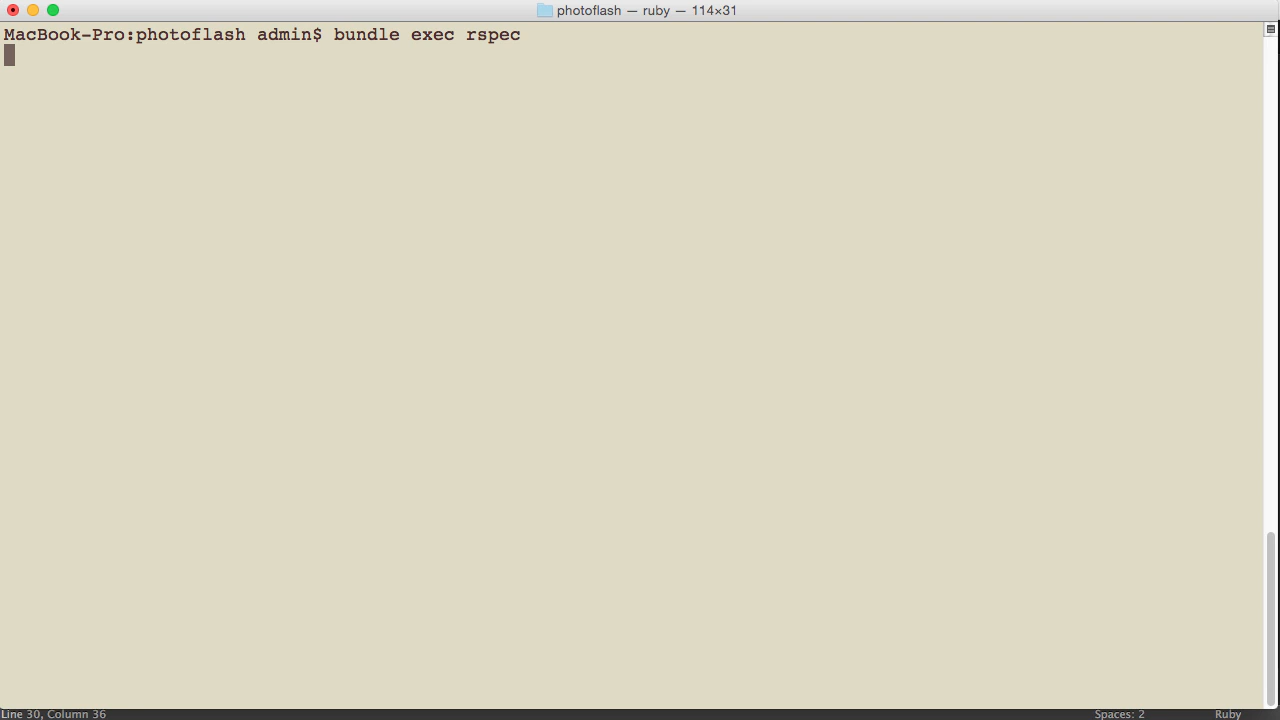 photoflash — ruby — 114×31
MacBook-Pro:photoflash admin$ bundle exec rspec
Line 30, Column 36
Spaces: 2
Ruby